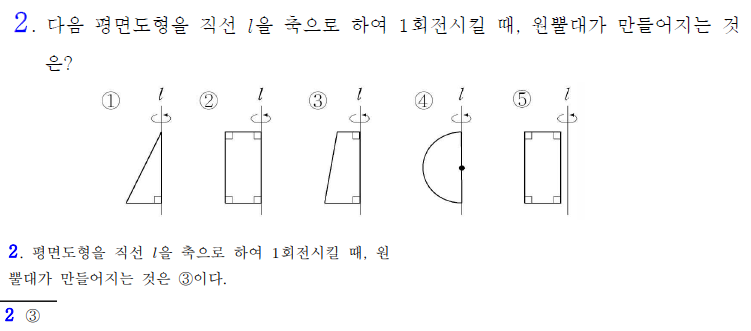 2. 다음 평면도형을 직선 l을 축으로 하여 1회전시킬 때, 원뿔대가 만들어지는 것
은?
① l ② l ③ l ④ l ⑤ l
2. 평면도형을 직선 l을 축으로 하여 1회전시킬 때, 원
뿔대가 만들어지는 것은 ③이다.
2 ③